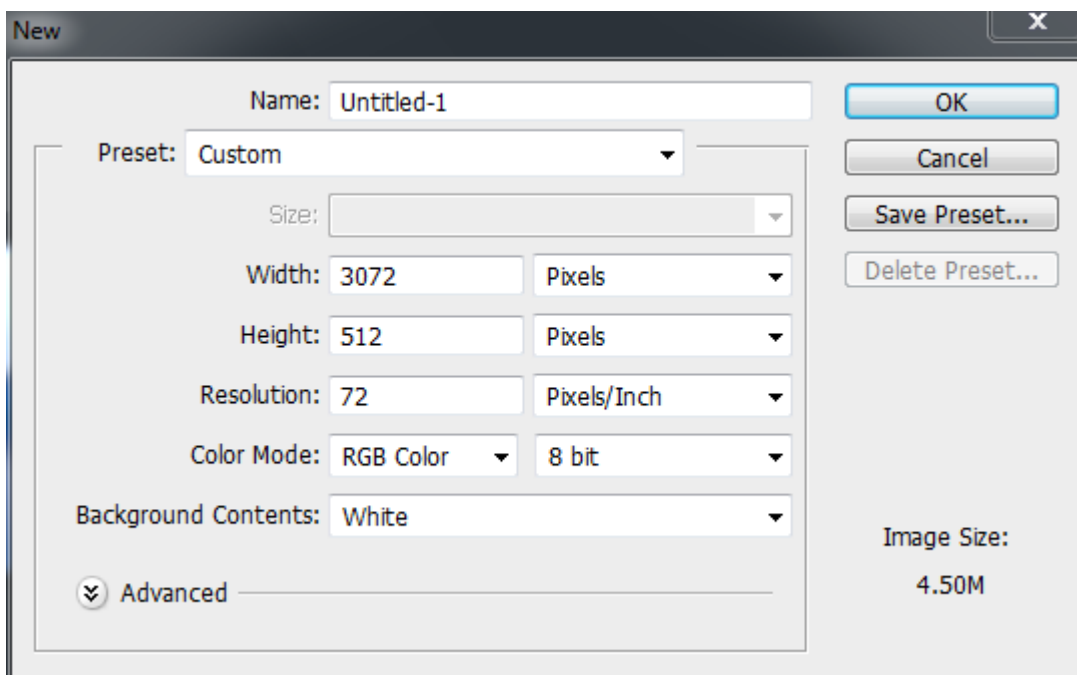 New
X
Name: Untitled-1
OK
Preset: Custom
Cancel
Size:
Save Preset...
Width: 3072 Pixels
Delete Preset...
Height: 512 Pixels
Resolution: 72 Pixels/Inch
Color Mode: RGB Color 8 bit
Background Contents: White
Image Size:
4.50M
Advanced